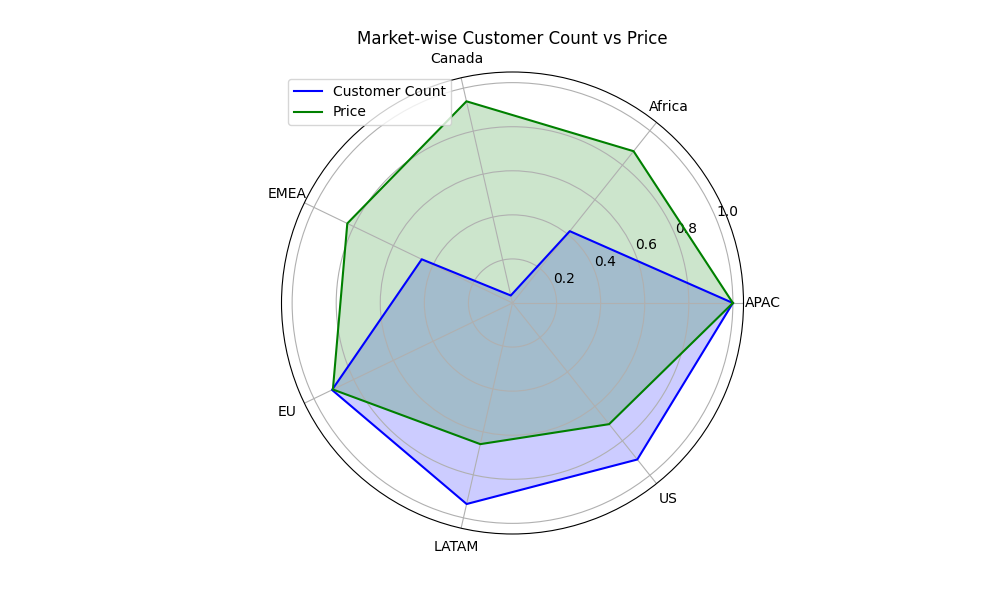 Market-wise Customer Count vs Price
Canada
Customer Count
Price
Africa
EMEA
1.0
0.8
0.6
0.4
0.2
APAC
EU
US
LATAM